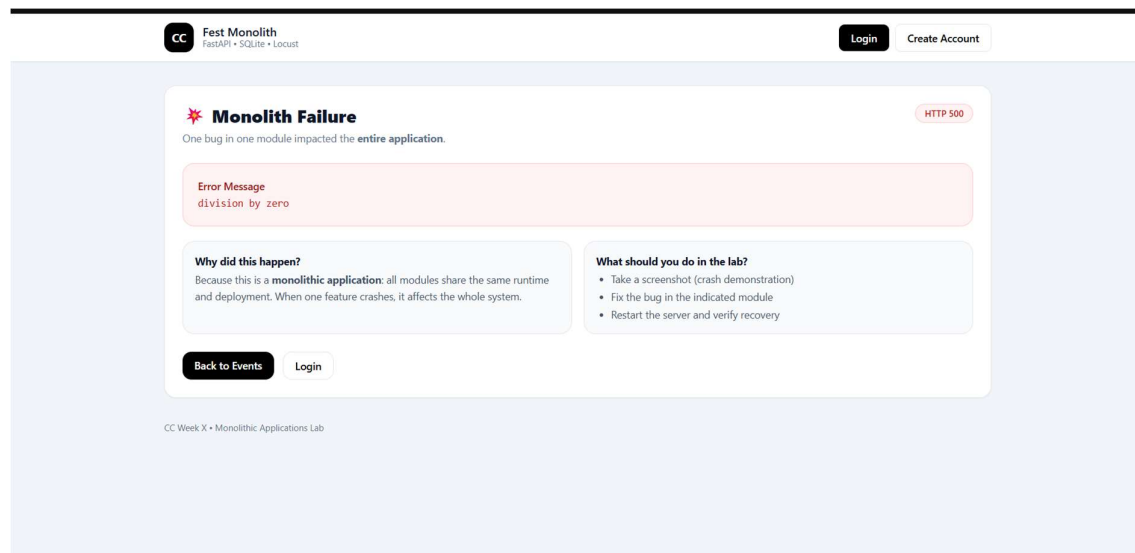 CC
Fest Monolith
FastAPI • SQLite • Locust
Login
Create Account
💥 Monolith Failure
HTTP 500
One bug in one module impacted the entire application.
Error Message
division by zero
Why did this happen?
Because this is a monolithic application: all modules share the same runtime
and deployment. When one feature crashes, it affects the whole system.
What should you do in the lab?
• Take a screenshot (crash demonstration)
• Fix the bug in the indicated module
• Restart the server and verify recovery
Back to Events
Login
CC Week X • Monolithic Applications Lab